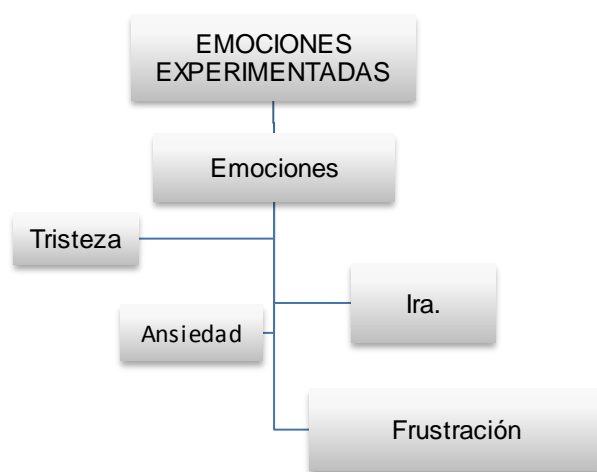 EMOCIONES
EXPERIMENTADAS
Emociones
Tristeza
Ira.
Ansiedad
Frustración